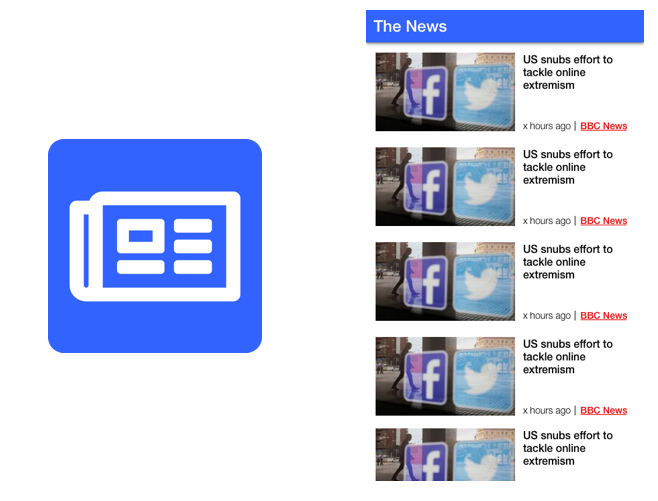 The News
US snubs effort to
tackle online
extremism
x hours ago | BBC News
US snubs effort to
tackle online
extremism
x hours ago | BBC News
US snubs effort to
tackle online
extremism
x hours ago | BBC News
US snubs effort to
tackle online
extremism
x hours ago | BBC News
US snubs effort to
tackle online
extremism